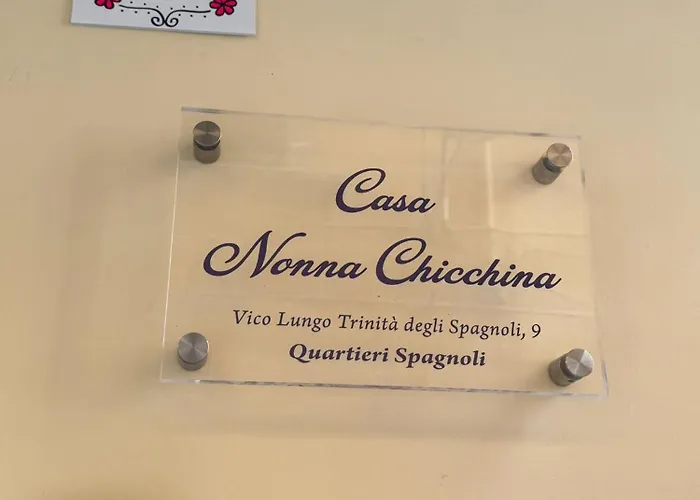 Casa
Nonna Chicchina
Vico Lungo Trinità degli Spagnoli, 9
Quartieri Spagnoli